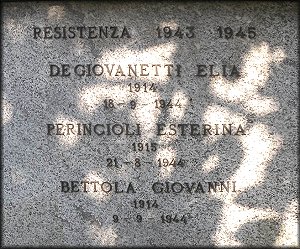 RESISTENZA 1943 1945
DEGIOVANETTI ELIA
1914
18-9 1944
PERINCIOLI ESTERINA
1915
21-8-1944
BETTOLA GIOVANNI
1914
9-9-1944